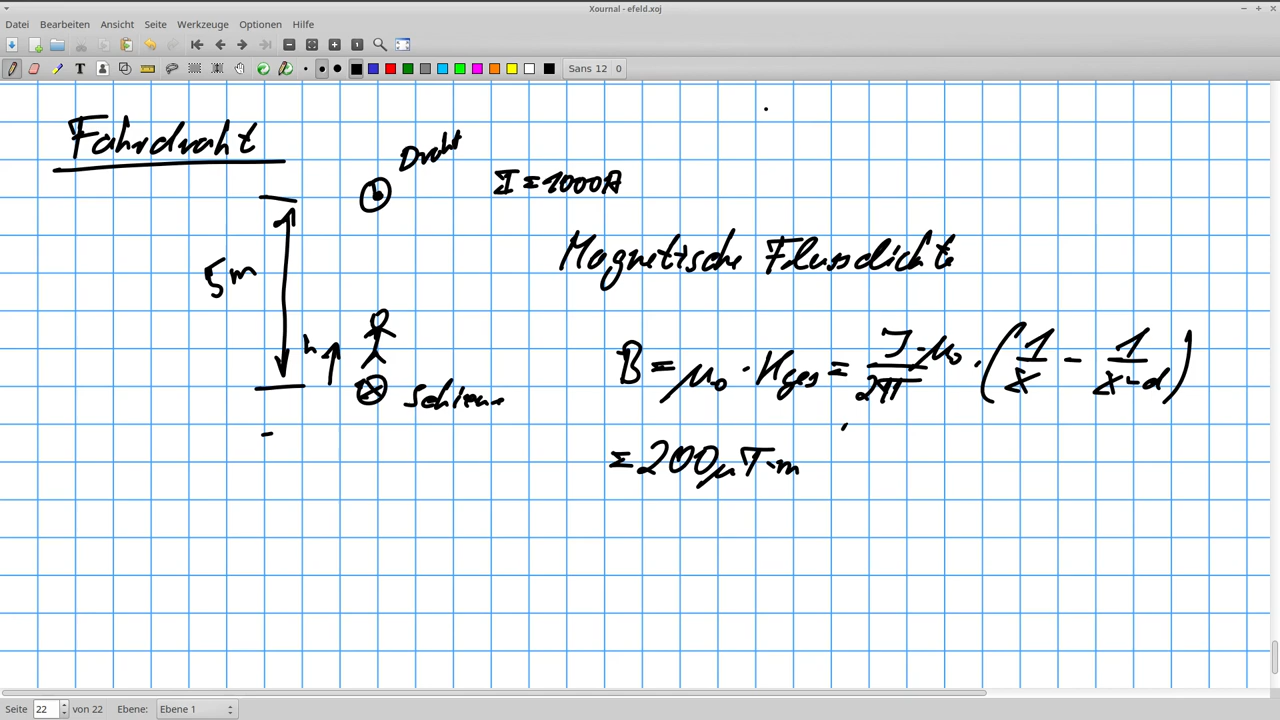 Xournal - efeld.xoj
Datei Bearbeiten Ansicht Seite Werkzeuge Optionen Hilfe
Sans 12 0
Fahrdraht
Draht
I = 1000A
5m
h
Schiene
Magnetische Flussdichte
B = μ₀ · Hges = I·μ₀/2π · (1/x - 1/x-d)
= 200μT·m
Seite 22 von 22 Ebene: Ebene 1